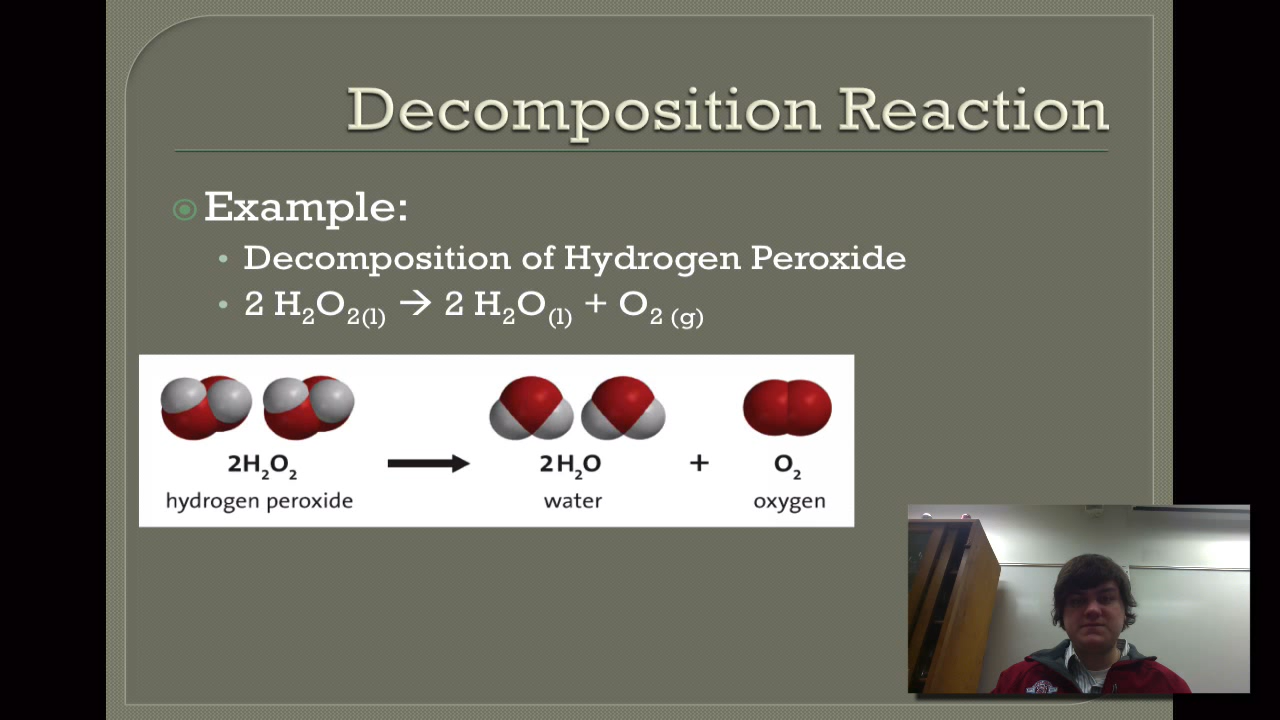 Decomposition Reaction
Example:
Decomposition of Hydrogen Peroxide
2 H₂O₂(l) → 2 H₂O(l) + O₂ (g)
2H₂O₂ → 2H₂O + O₂
hydrogen peroxide water oxygen